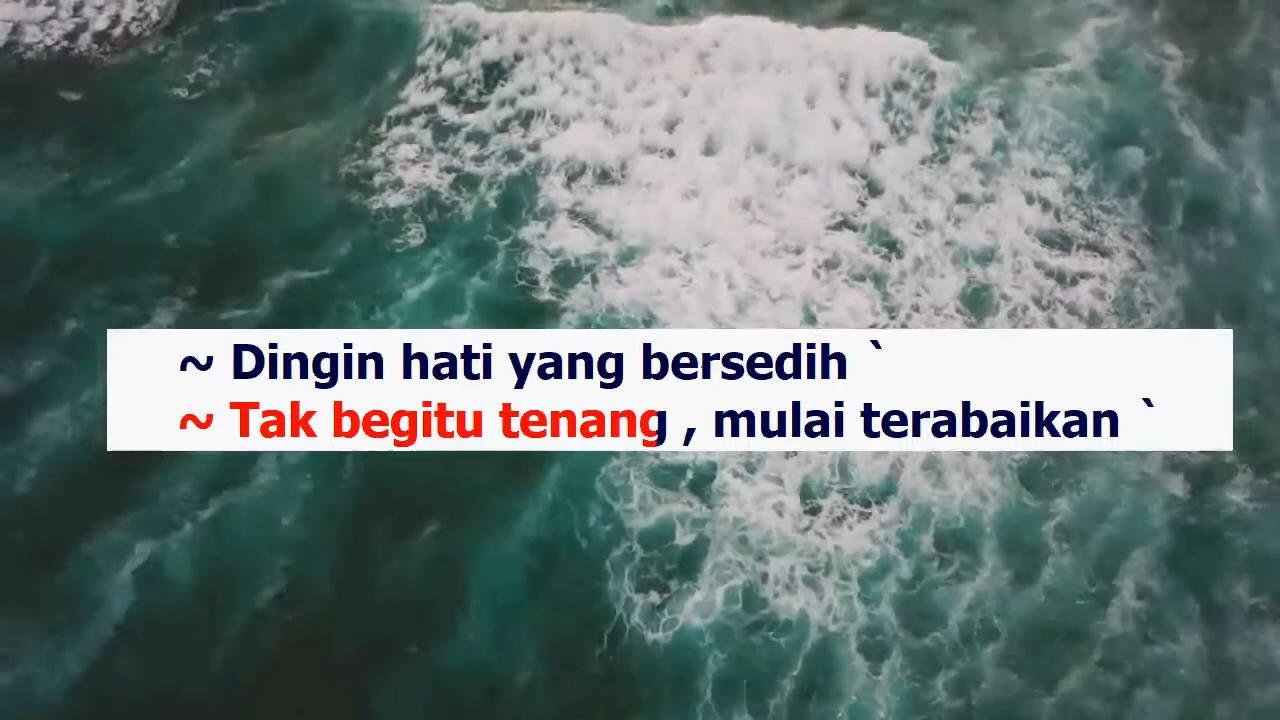 ~ Dingin hati yang bersedih `
~ Tak begitu tenang , mulai terabaikan `